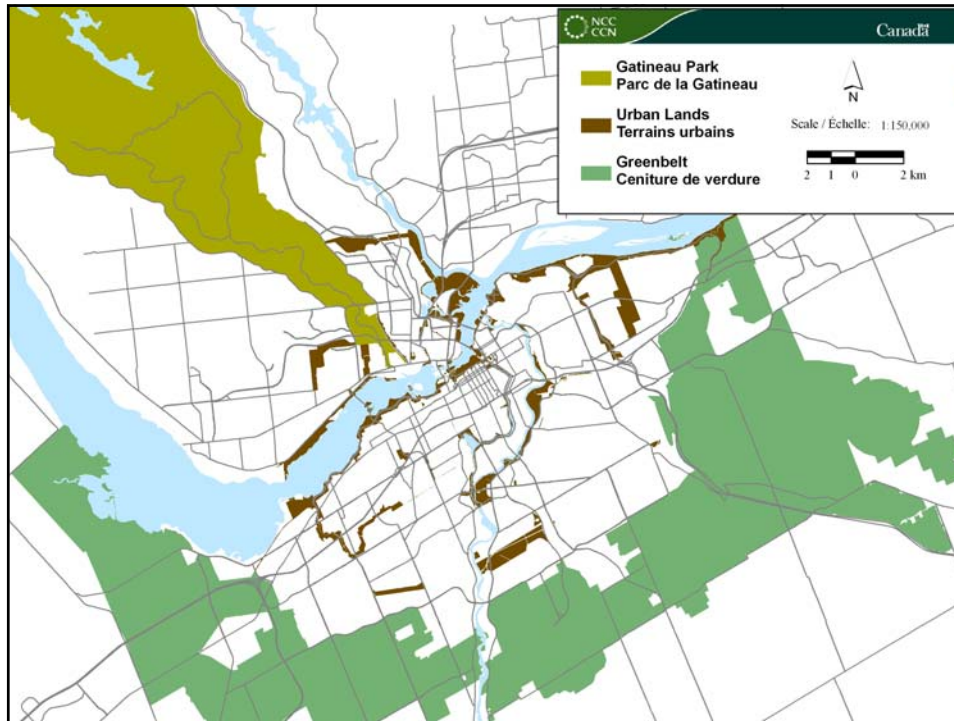 NCC
CCN
Canada
Gatineau Park
Parc de la Gatineau
Urban Lands
Terrains urbains
Greenbelt
Ceniture de verdure
N
Scale / Échelle: 1:150,000
2 1 0 2 km